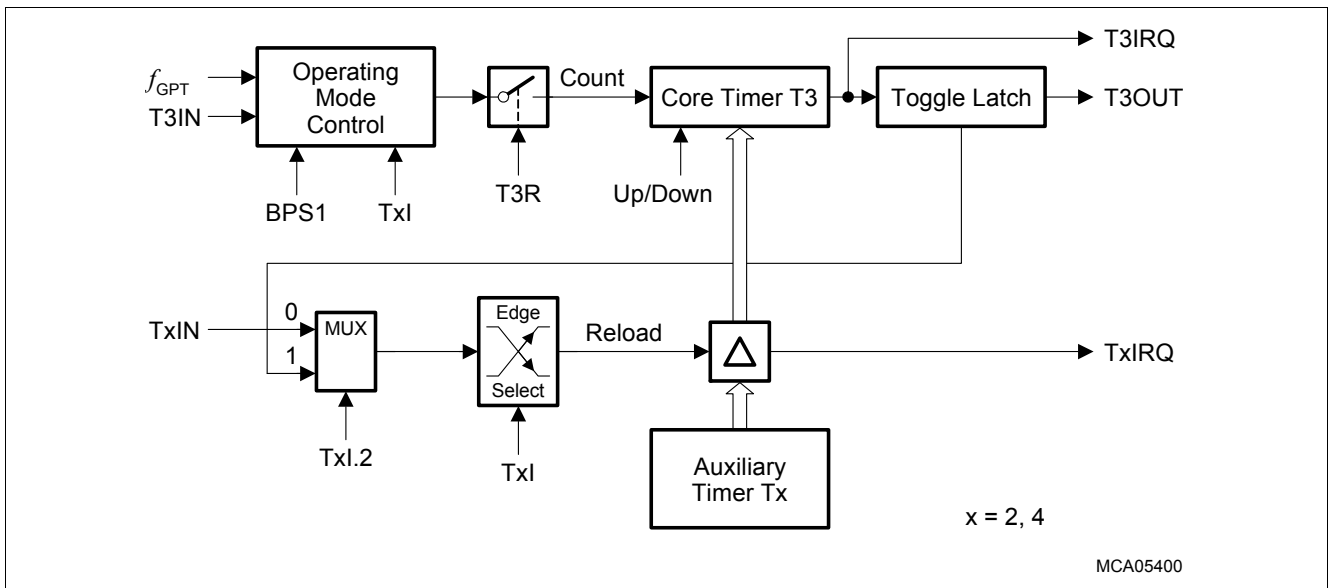 T3IRQ
f GPT
Operating
Mode
Control
Count
Core Timer T3
Toggle Latch
T3OUT
T3IN
BPS1
TxI
T3R
Up/Down
TxIN
0
1
MUX
TxI.2
Edge
Select
TxI
Reload
Δ
TxIRQ
Auxiliary
Timer Tx
x = 2, 4
MCA05400